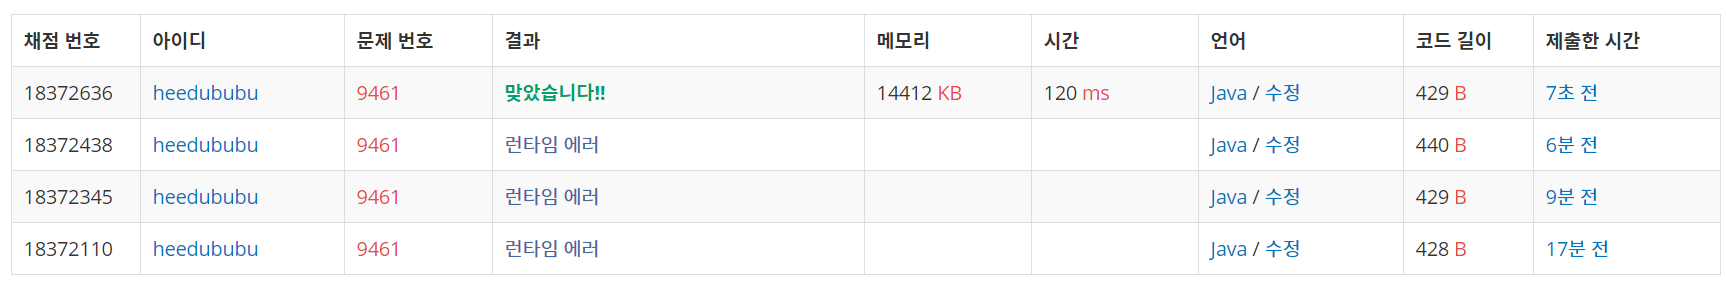 채점 번호 아이디 문제 번호 결과 메모리 시간 언어 코드 길이 제출한 시간
18372636 heedububu 9461 맞았습니다!! 14412 KB 120 ms Java / 수정 429 B 7초 전
18372438 heedububu 9461 런타임 에러 Java / 수정 440 B 6분 전
18372345 heedububu 9461 런타임 에러 Java / 수정 429 B 9분 전
18372110 heedububu 9461 런타임 에러 Java / 수정 428 B 17분 전